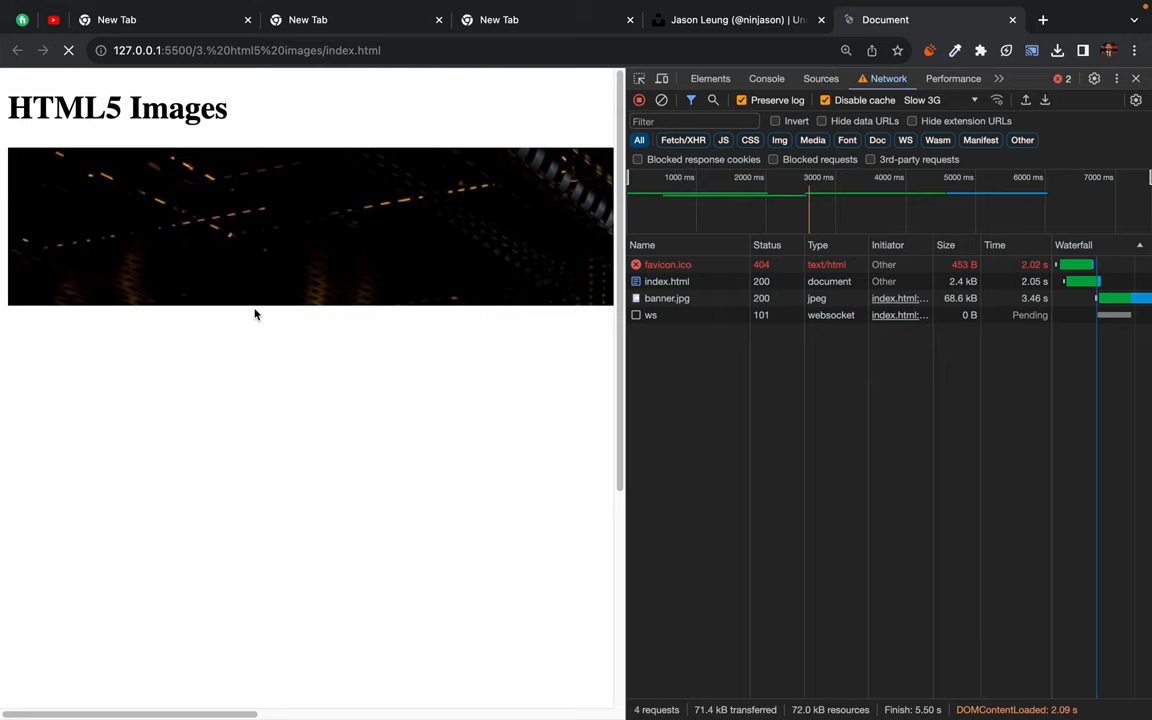 New Tab
New Tab
New Tab
Jason Leung (@ninjason) | Un
Document
127.0.0.1:5500/3.%20html5%20images/index.html
HTML5 Images
Elements Console Sources Network Performance 2
Preserve log Disable cache Slow 3G
Filter Invert Hide data URLs Hide extension URLs
All Fetch/XHR JS CSS Img Media Font Doc WS Wasm Manifest Other
Blocked response cookies Blocked requests 3rd-party requests
1000 ms 2000 ms 3000 ms 4000 ms 5000 ms 6000 ms 7000 ms
Name Status Type Initiator Size Time Waterfall
favicon.ico 404 text/html Other 453 B 2.02 s
index.html 200 document Other 2.4 kB 2.05 s
banner.jpg 200 jpeg index.html:... 68.6 kB 3.46 s
ws 101 websocket index.html:... 0 B Pending
4 requests 71.4 kB transferred 72.0 kB resources Finish: 5.50 s DOMContentLoaded: 2.09 s